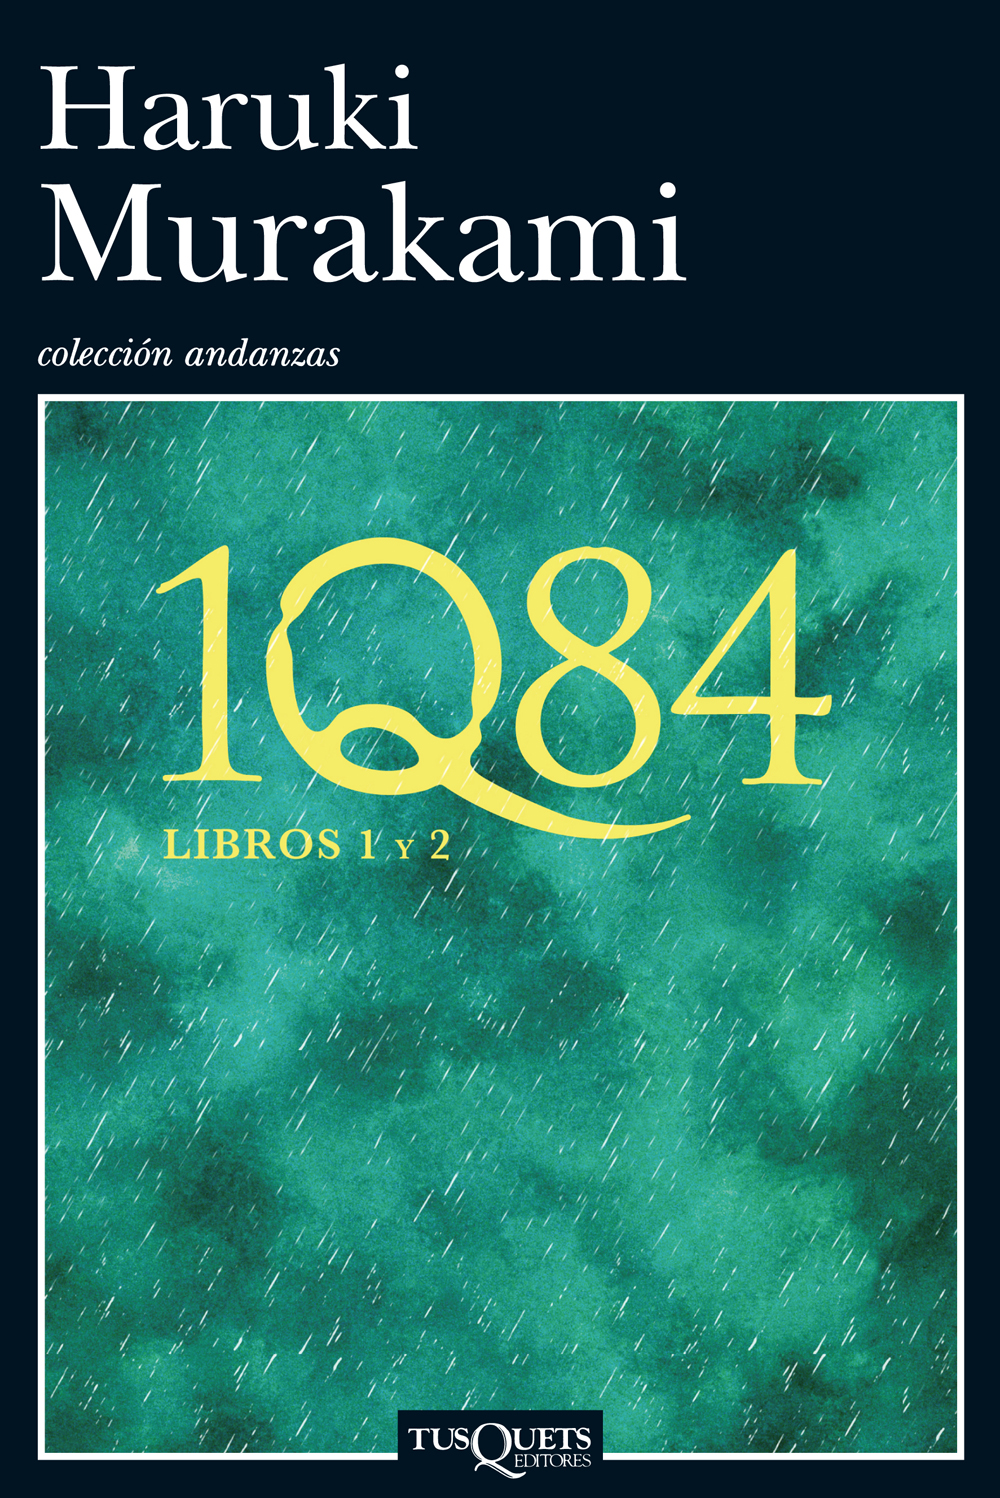 Haruki
Murakami
colección andanzas
1Q84
LIBROS 1 Y 2
TUSQUETS
EDITORES